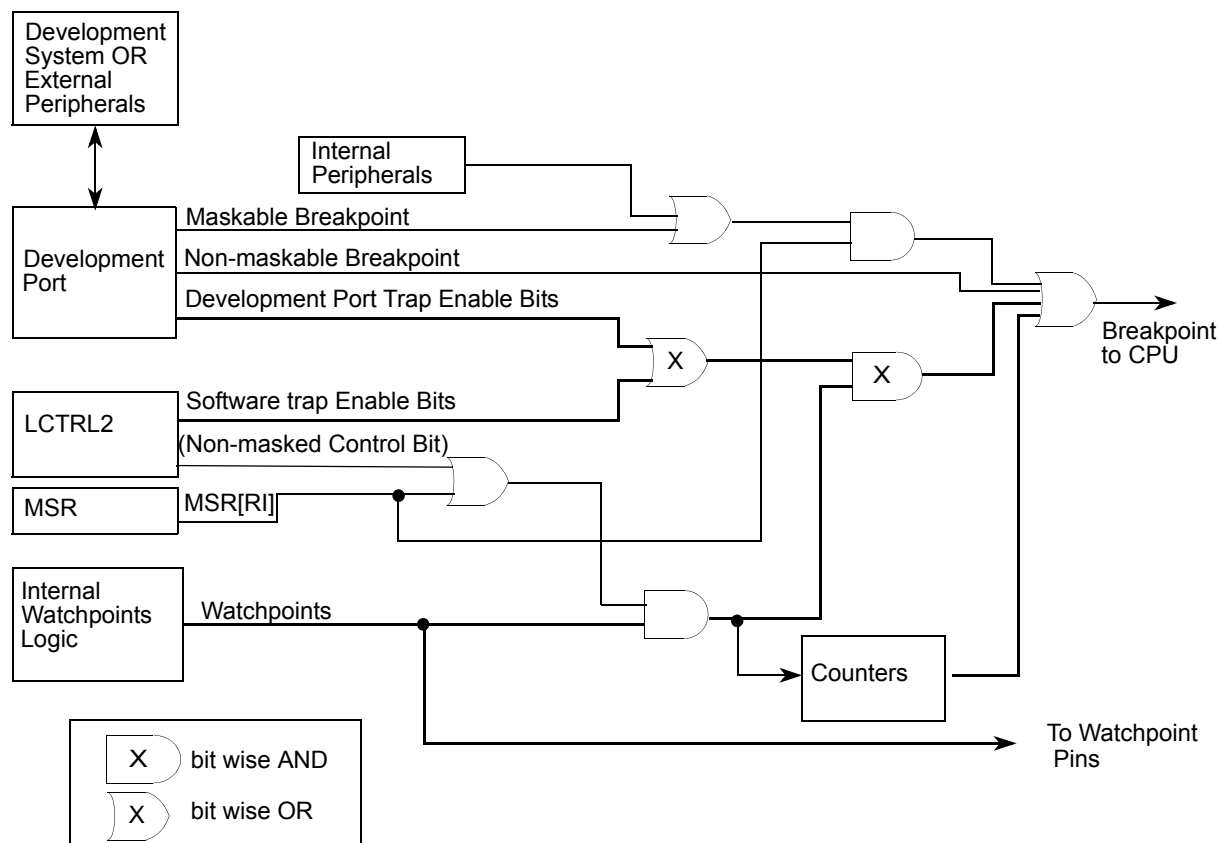 Development
System OR
External
Peripherals
Internal
Peripherals
Maskable Breakpoint
Development
Port
Non-maskable Breakpoint
Development Port Trap Enable Bits
Breakpoint
to CPU
X
X
LCTRL2
Software trap Enable Bits
(Non-masked Control Bit)
MSR
MSR[RI]
Internal
Watchpoints
Logic
Watchpoints
Counters
To Watchpoint
Pins
X bit wise AND
X bit wise OR